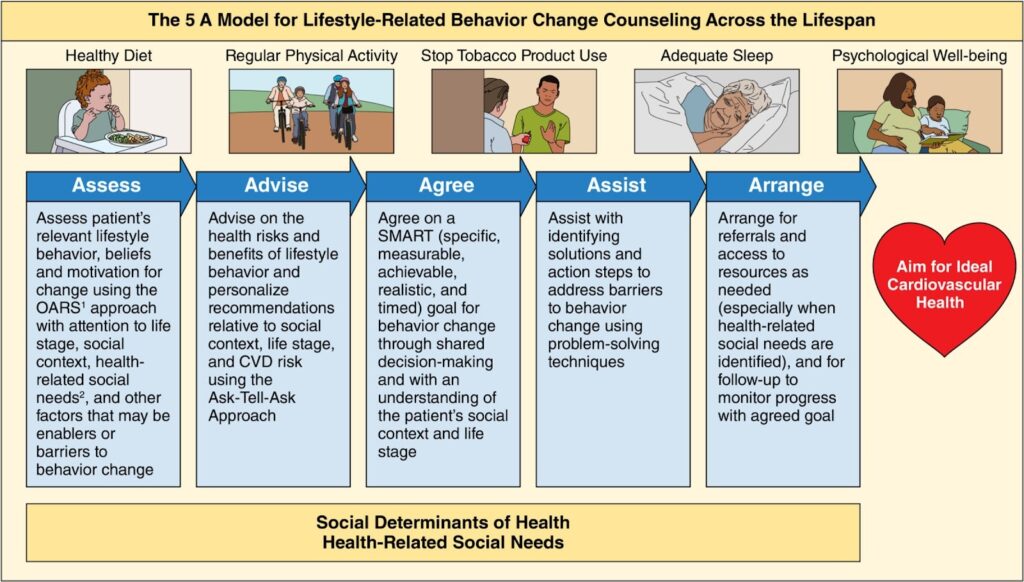 The 5 A Model for Lifestyle-Related Behavior Change Counseling Across the Lifespan
Healthy Diet
Regular Physical Activity
Stop Tobacco Product Use
Adequate Sleep
Psychological Well-being
Assess
Assess patient's
relevant lifestyle
behavior, beliefs
and motivation for
change using the
OARS¹ approach
with attention to life
stage, social
context, health-
related social
needs², and other
factors that may be
enablers or
barriers to
behavior change
Advise
Advise on the
health risks and
benefits of lifestyle
behavior and
personalize
recommendations
relative to social
context, life stage,
and CVD risk
using the
Ask-Tell-Ask
Approach
Agree
Agree on a
SMART (specific,
measurable,
achievable,
realistic, and
timed) goal for
behavior change
through shared
decision-making
and with an
understanding of
the patient's social
context and life
stage
Assist
Assist with
identifying
solutions and
action steps to
address barriers
to behavior
change using
problem-solving
techniques
Arrange
Arrange for
referrals and
access to
resources as
needed
(especially when
health-related
social needs are
identified), and for
follow-up to
monitor progress
with agreed goal
Aim for Ideal
Cardiovascular
Health
Social Determinants of Health
Health-Related Social Needs